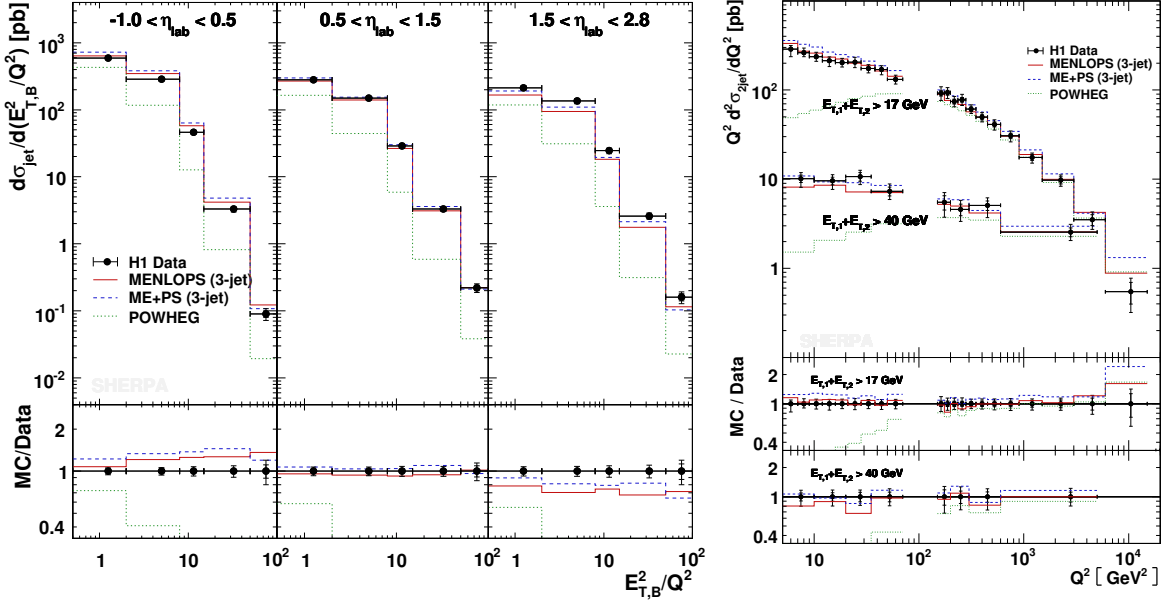 -1.0 < η_lab < 0.5
0.5 < η_lab < 1.5
1.5 < η_lab < 2.8
dσ_jet/d(E²_T,B/Q²) [pb]
10³
10²
10
1
10⁻¹
10⁻²
H1 Data
MENLOPS (3-jet)
ME+PS (3-jet)
POWHEG
SHERPA
MC/Data
2
1
0.4
1 10 10²
1 10 10²
1 10 10²
E²_T,B/Q²
Q² d²σ_2jet/dQ² [pb]
10²
10
1
H1 Data
MENLOPS (3-jet)
ME+PS (3-jet)
POWHEG
E_T,1+E_T,2 > 17 GeV
E_T,1+E_T,2 > 40 GeV
SHERPA
MC / Data
2
1
0.4
E_T,1+E_T,2 > 17 GeV
2
1
0.4
E_T,1+E_T,2 > 40 GeV
10 10² 10³ 10⁴
Q² [ GeV² ]